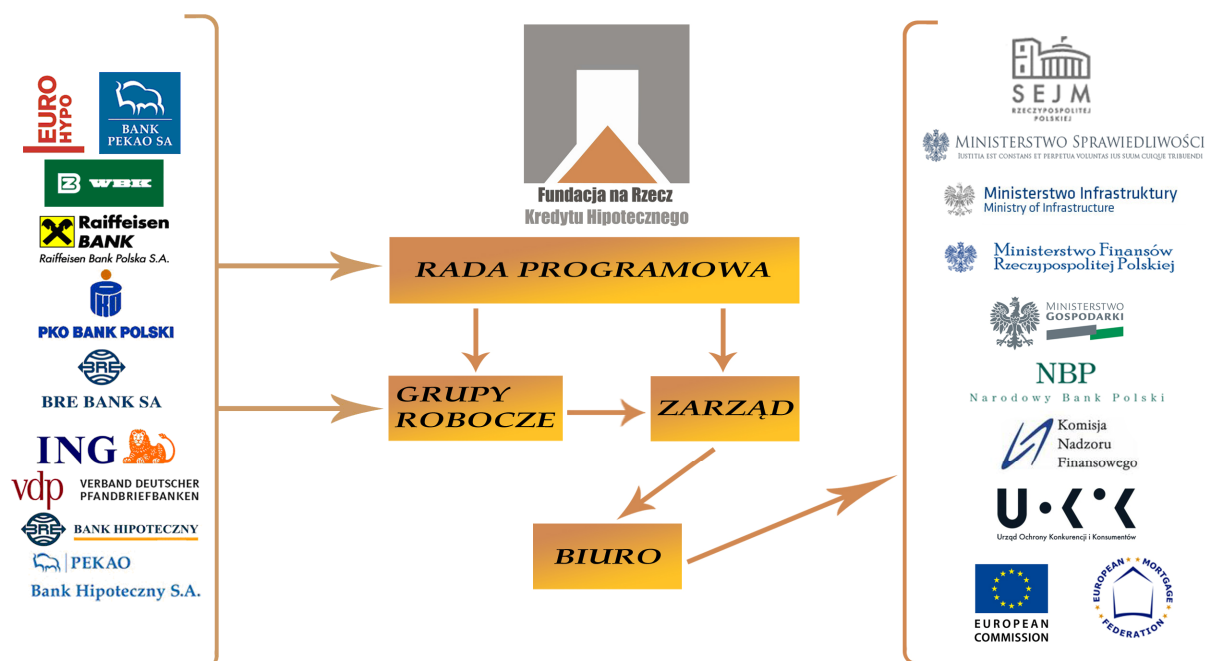 EURO
HYPO
BANK
PEKAO SA
WBK
Raiffeisen
BANK
Raiffeisen Bank Polska S.A.
PKO
PKO BANK POLSKI
BRE
BRE BANK SA
ING
vdp
VERBAND DEUTSCHER
PFANDBRIEFBANKEN
BRE
BANK HIPOTECZNY
PEKAO
Bank Hipoteczny S.A.
Fundacja na Rzecz
Kredytu Hipotecznego
RADA PROGRAMOWA
GRUPY
ROBOCZE
ZARZĄD
BIURO
SEJM
RZECZYPOSPOLITEJ
POLSKIEJ
MINISTERSTWO SPRAWIEDLIWOŚCI
IUSTITIA EST CONSTANS ET PERPETUA VOLUNTAS IUS SUUM CUIQUE TRIBUENDI
Ministerstwo Infrastruktury
Ministry of Infrastructure
Ministerstwo Finansów
Rzeczypospolitej Polskiej
MINISTERSTWO
GOSPODARKI
NBP
Narodowy Bank Polski
Komisja
Nadzoru
Finansowego
UOKiK
Urząd Ochrony Konkurencji i Konsumentów
EUROPEAN
COMMISSION
EUROPEAN MORTGAGE
FEDERATION